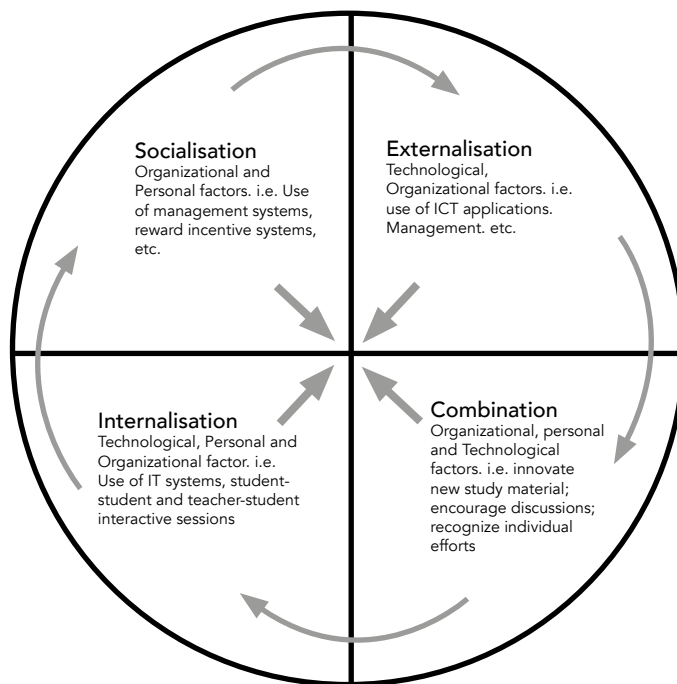 Socialisation
Organizational and
Personal factors. i.e. Use
of management systems,
reward incentive systems,
etc.
Externalisation
Technological,
Organizational factors. i.e.
use of ICT applications.
Management. etc.
Internalisation
Technological, Personal and
Organizational factor. i.e.
Use of IT systems, student-
student and teacher-student
interactive sessions
Combination
Organizational, personal
and Technological
factors. i.e. innovate
new study material;
encourage discussions;
recognize individual
efforts